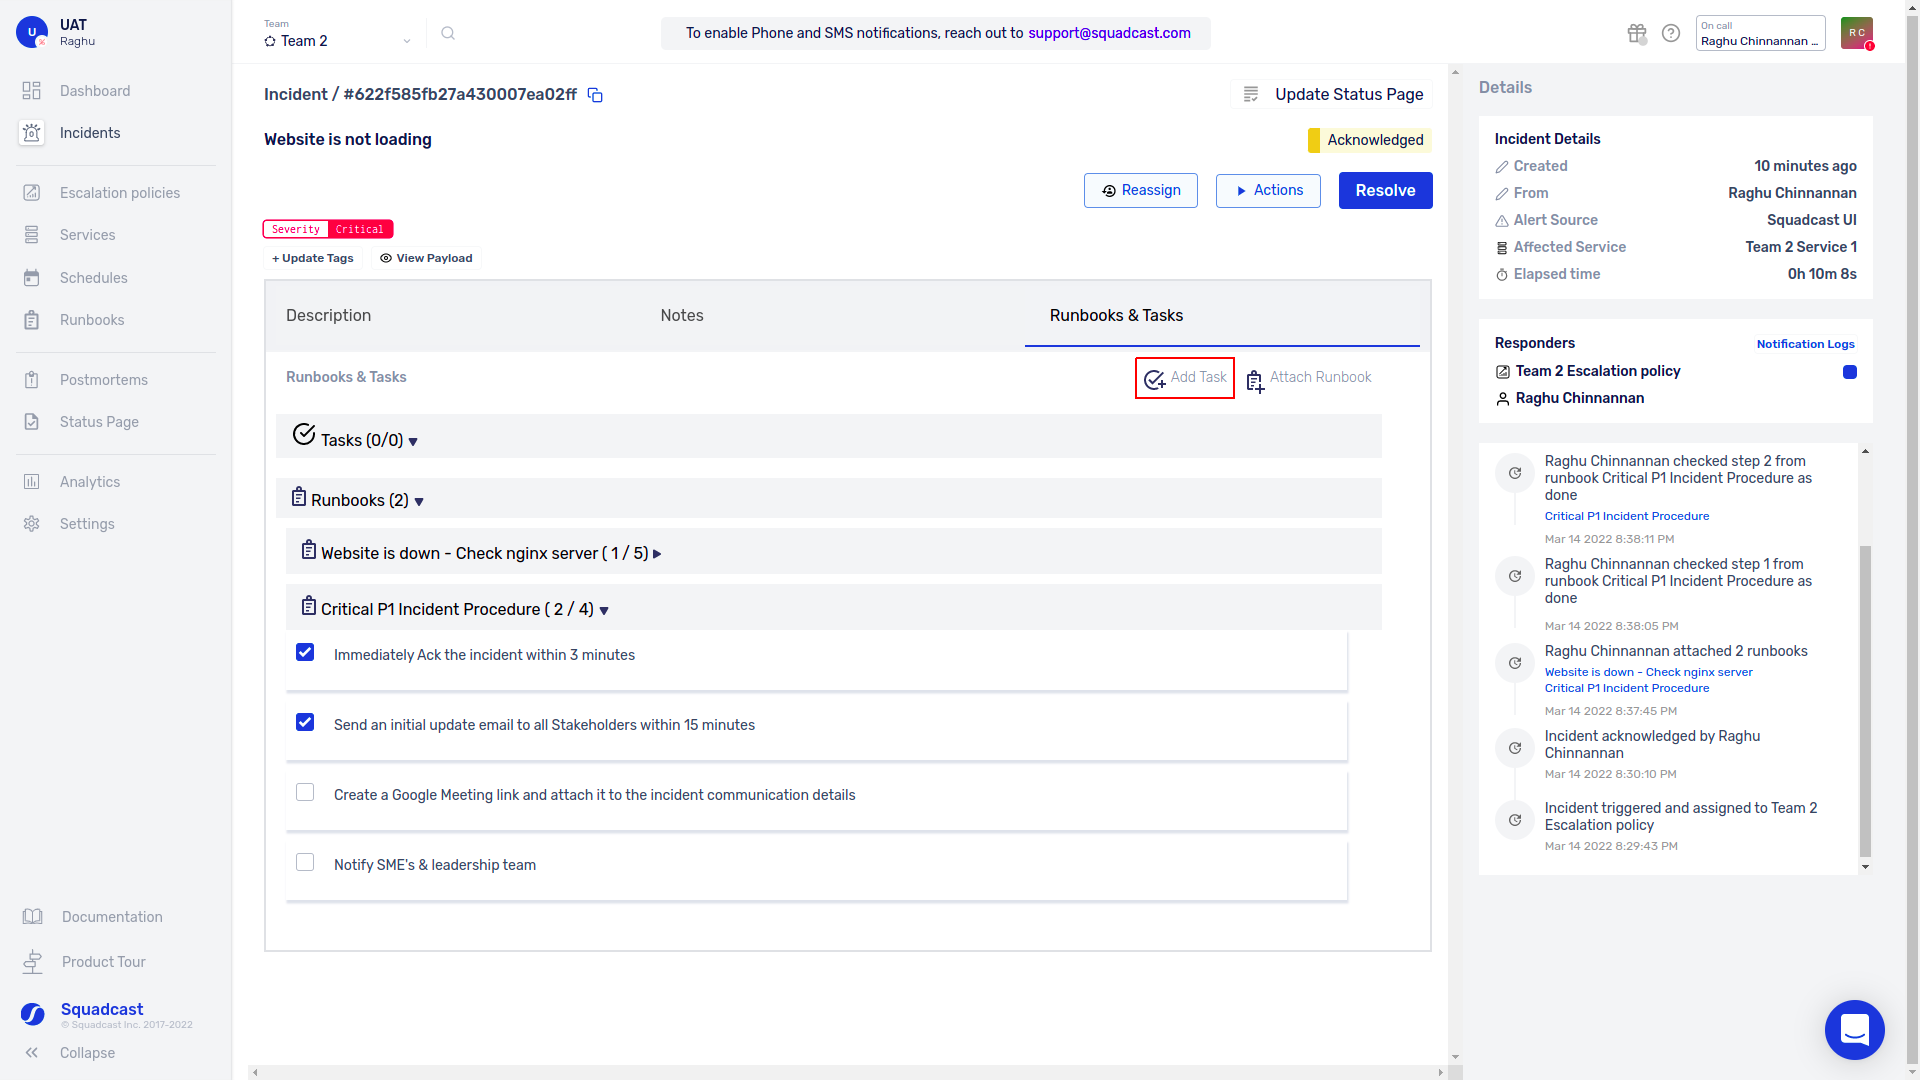 U
UAT
Raghu
Dashboard
Incidents
Escalation policies
Services
Schedules
Runbooks
Postmortems
Status Page
Analytics
Settings
Documentation
Product Tour
Squadcast
© Squadcast Inc. 2017-2022
Collapse
Team
Team 2
To enable Phone and SMS notifications, reach out to support@squadcast.com
On call
Raghu Chinnannan ...
R C
Incident / #622f585fb27a430007ea02ff
Update Status Page
Website is not loading
Acknowledged
Reassign
Actions
Resolve
Severity Critical
+ Update Tags
View Payload
Description
Notes
Runbooks & Tasks
Runbooks & Tasks
Add Task
Attach Runbook
Tasks (0/0)
Runbooks (2)
Website is down - Check nginx server ( 1 / 5)
Critical P1 Incident Procedure ( 2 / 4)
Immediately Ack the incident within 3 minutes
Send an initial update email to all Stakeholders within 15 minutes
Create a Google Meeting link and attach it to the incident communication details
Notify SME's & leadership team
Details
Incident Details
Created 10 minutes ago
From Raghu Chinnannan
Alert Source Squadcast UI
Affected Service Team 2 Service 1
Elapsed time 0h 10m 8s
Responders
Notification Logs
Team 2 Escalation policy
Raghu Chinnannan
Raghu Chinnannan checked step 2 from
runbook Critical P1 Incident Procedure as
done
Critical P1 Incident Procedure
Mar 14 2022 8:38:11 PM
Raghu Chinnannan checked step 1 from
runbook Critical P1 Incident Procedure as
done
Mar 14 2022 8:38:05 PM
Raghu Chinnannan attached 2 runbooks
Website is down - Check nginx server
Critical P1 Incident Procedure
Mar 14 2022 8:37:45 PM
Incident acknowledged by Raghu
Chinnannan
Mar 14 2022 8:30:10 PM
Incident triggered and assigned to Team 2
Escalation policy
Mar 14 2022 8:29:43 PM